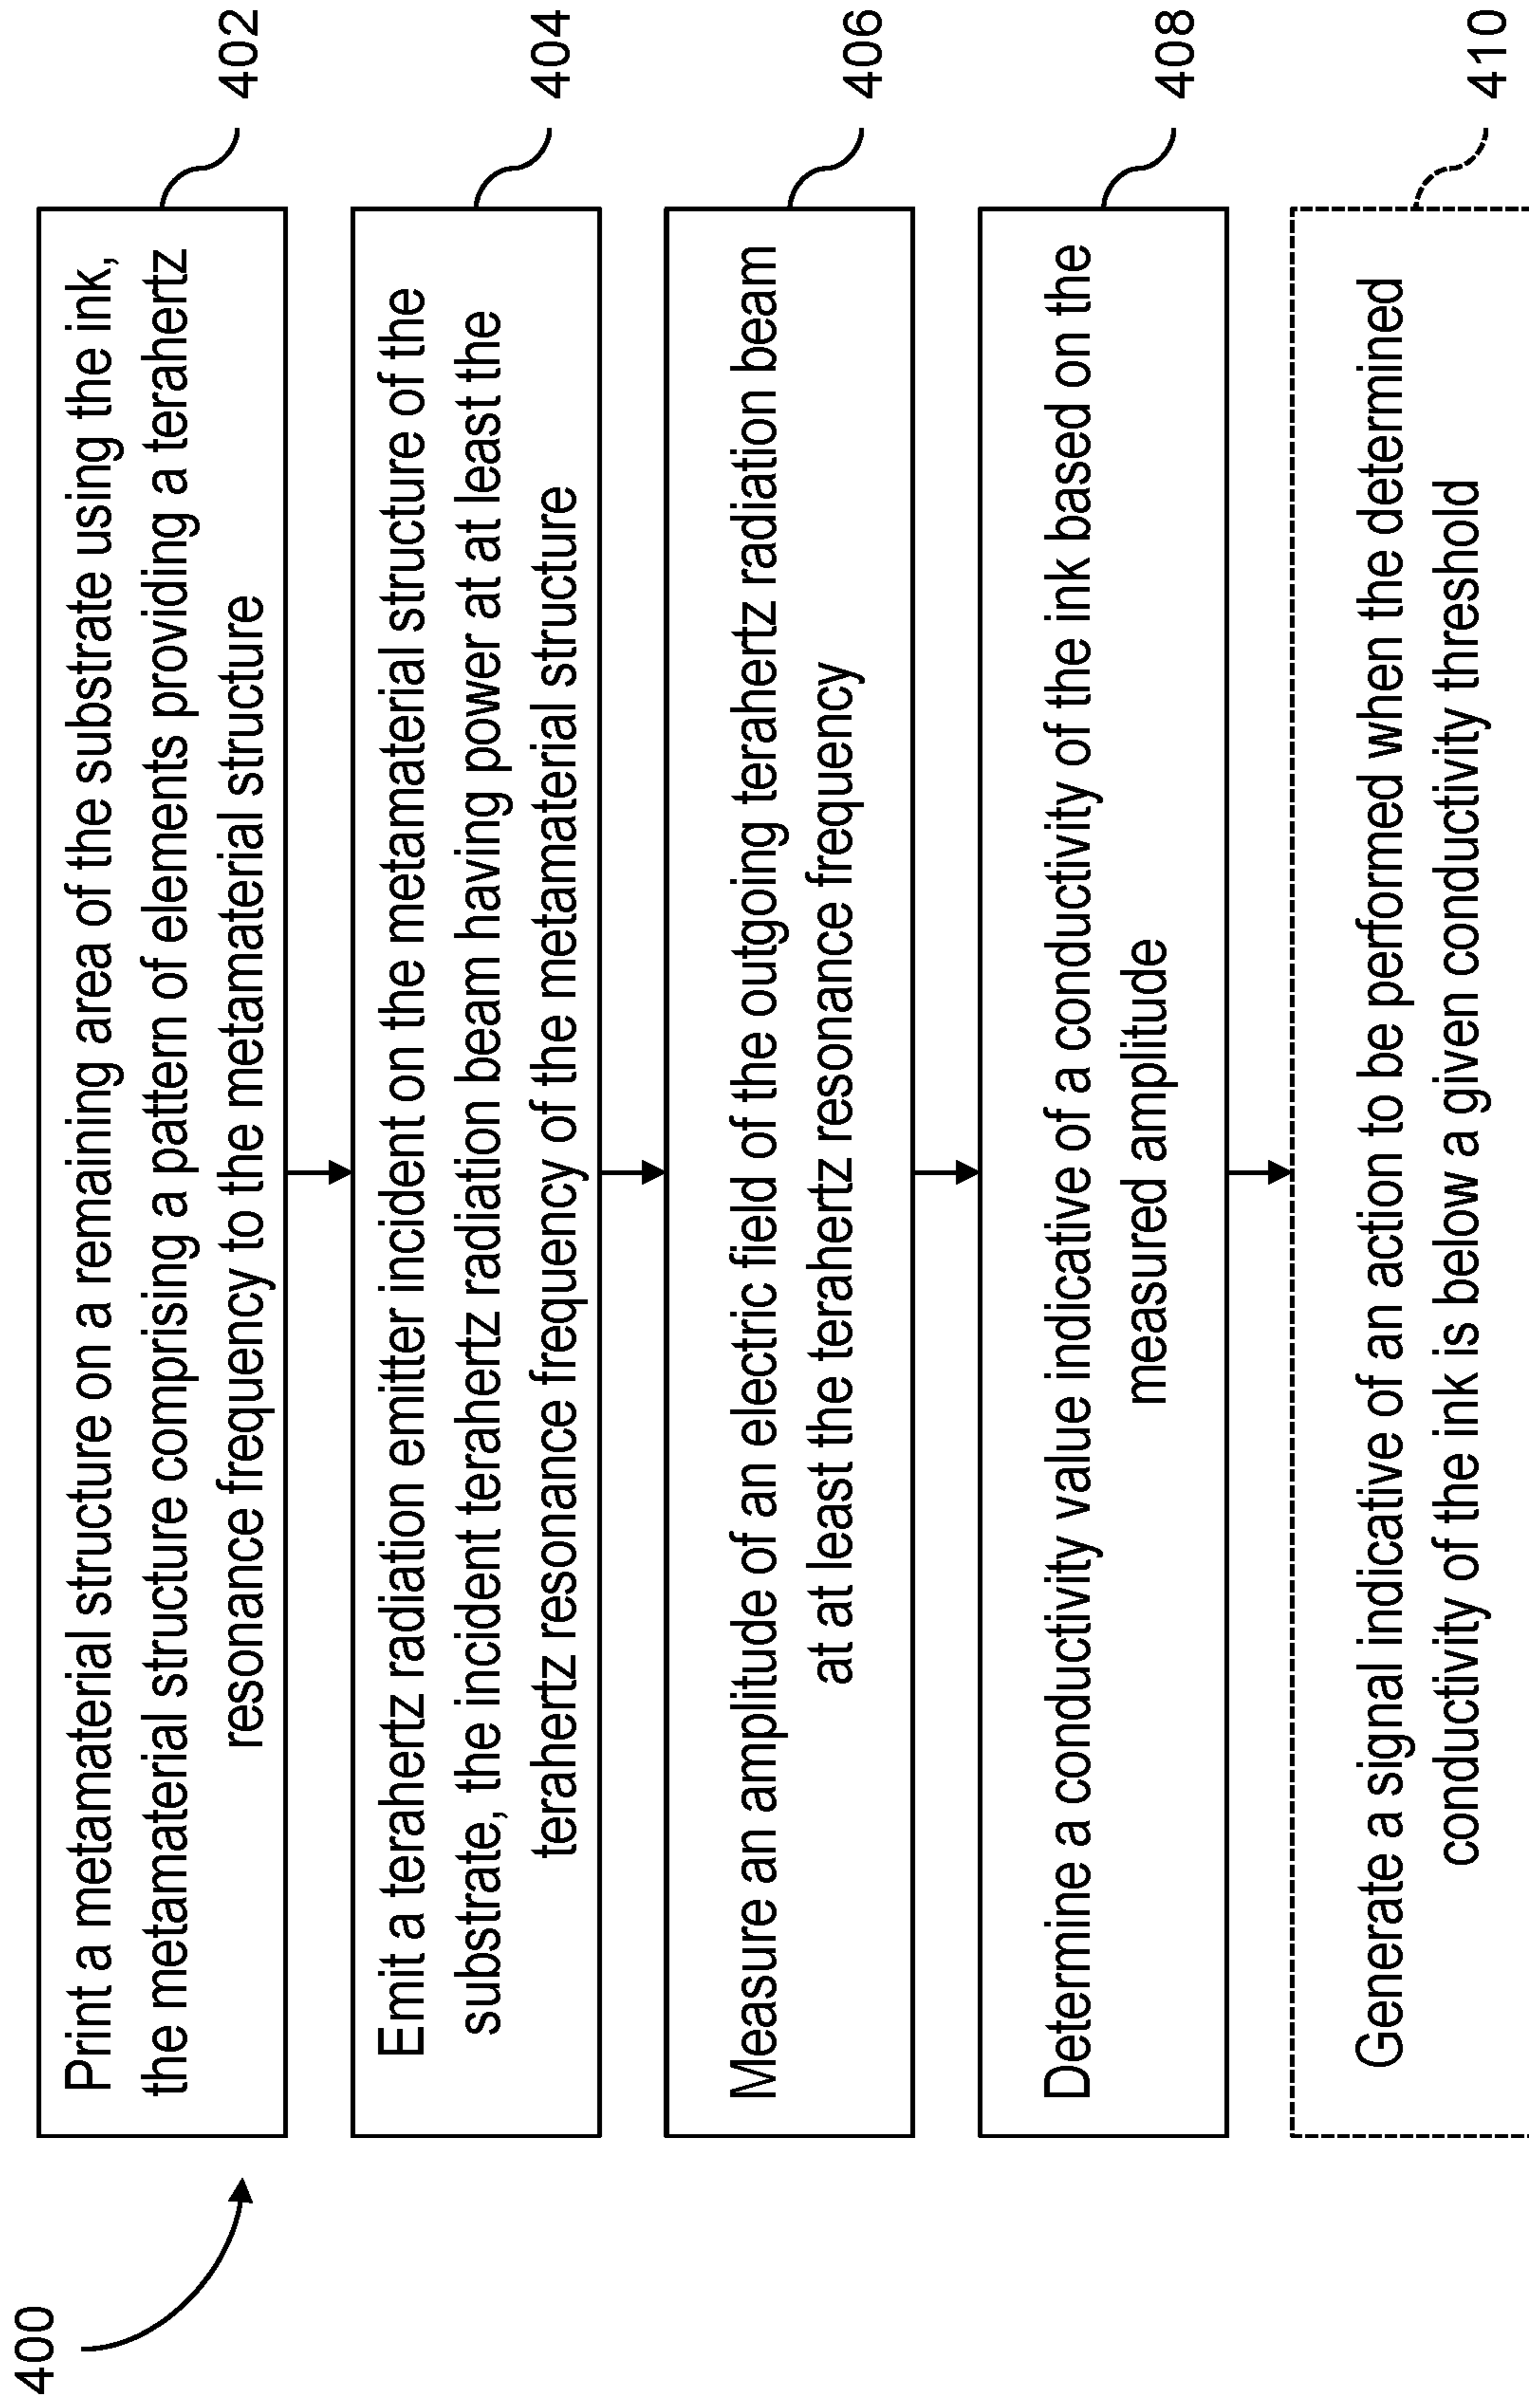 400
Print a metamaterial structure on a remaining area of the substrate using the ink,
the metamaterial structure comprising a pattern of elements providing a terahertz
resonance frequency to the metamaterial structure
402
Emit a terahertz radiation emitter incident on the metamaterial structure of the
substrate, the incident terahertz radiation beam having power at at least the
terahertz resonance frequency of the metamaterial structure
404
Measure an amplitude of an electric field of the outgoing terahertz radiation beam
at at least the terahertz resonance frequency
406
Determine a conductivity value indicative of a conductivity of the ink based on the
measured amplitude
408
Generate a signal indicative of an action to be performed when the determined
conductivity of the ink is below a given conductivity threshold
410